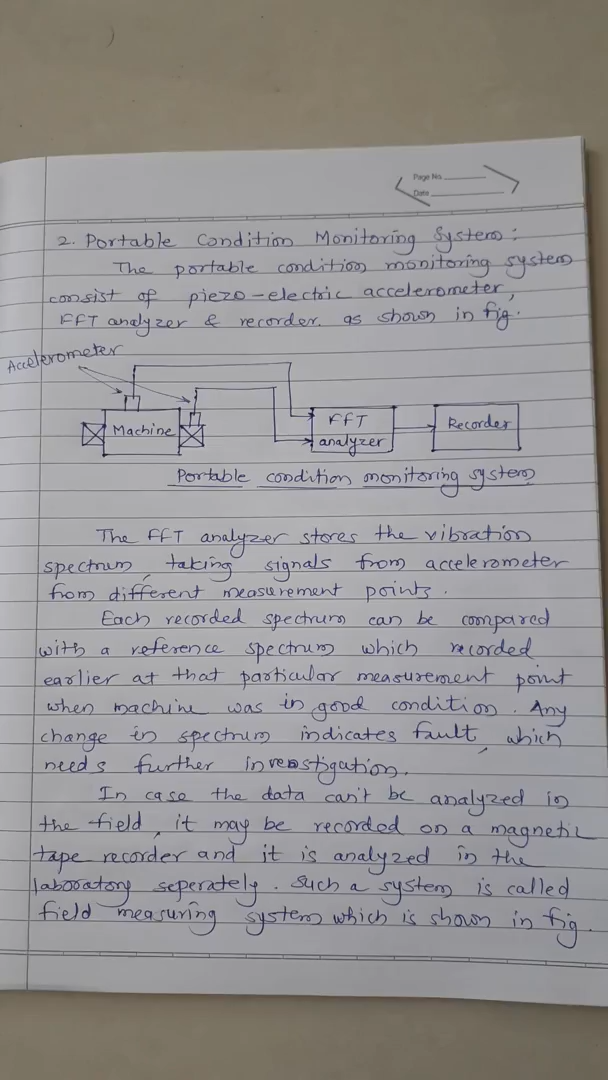 Page No.
Date
2. Portable Condition Monitoring System:
The portable condition monitoring system
consist of piezo-electric accelerometer,
FFT analyzer & recorder. as shown in fig.
Accelerometer
Machine
FFT
analyzer
Recorder
Portable condition monitoring system
The FFT analyzer stores the vibration
spectrum, taking signals from accelerometer
from different measurement points.
Each recorded spectrum can be compared
with a reference spectrum which recorded
earlier at that particular measurement point
when machine was in good condition. Any
change in spectrum indicates fault, which
needs further investigation.
In case the data can't be analyzed in
the field, it may be recorded on a magnetic
tape recorder and it is analyzed in the
laboratory seperately. Such a system is called
field measuring system which is shown in fig.